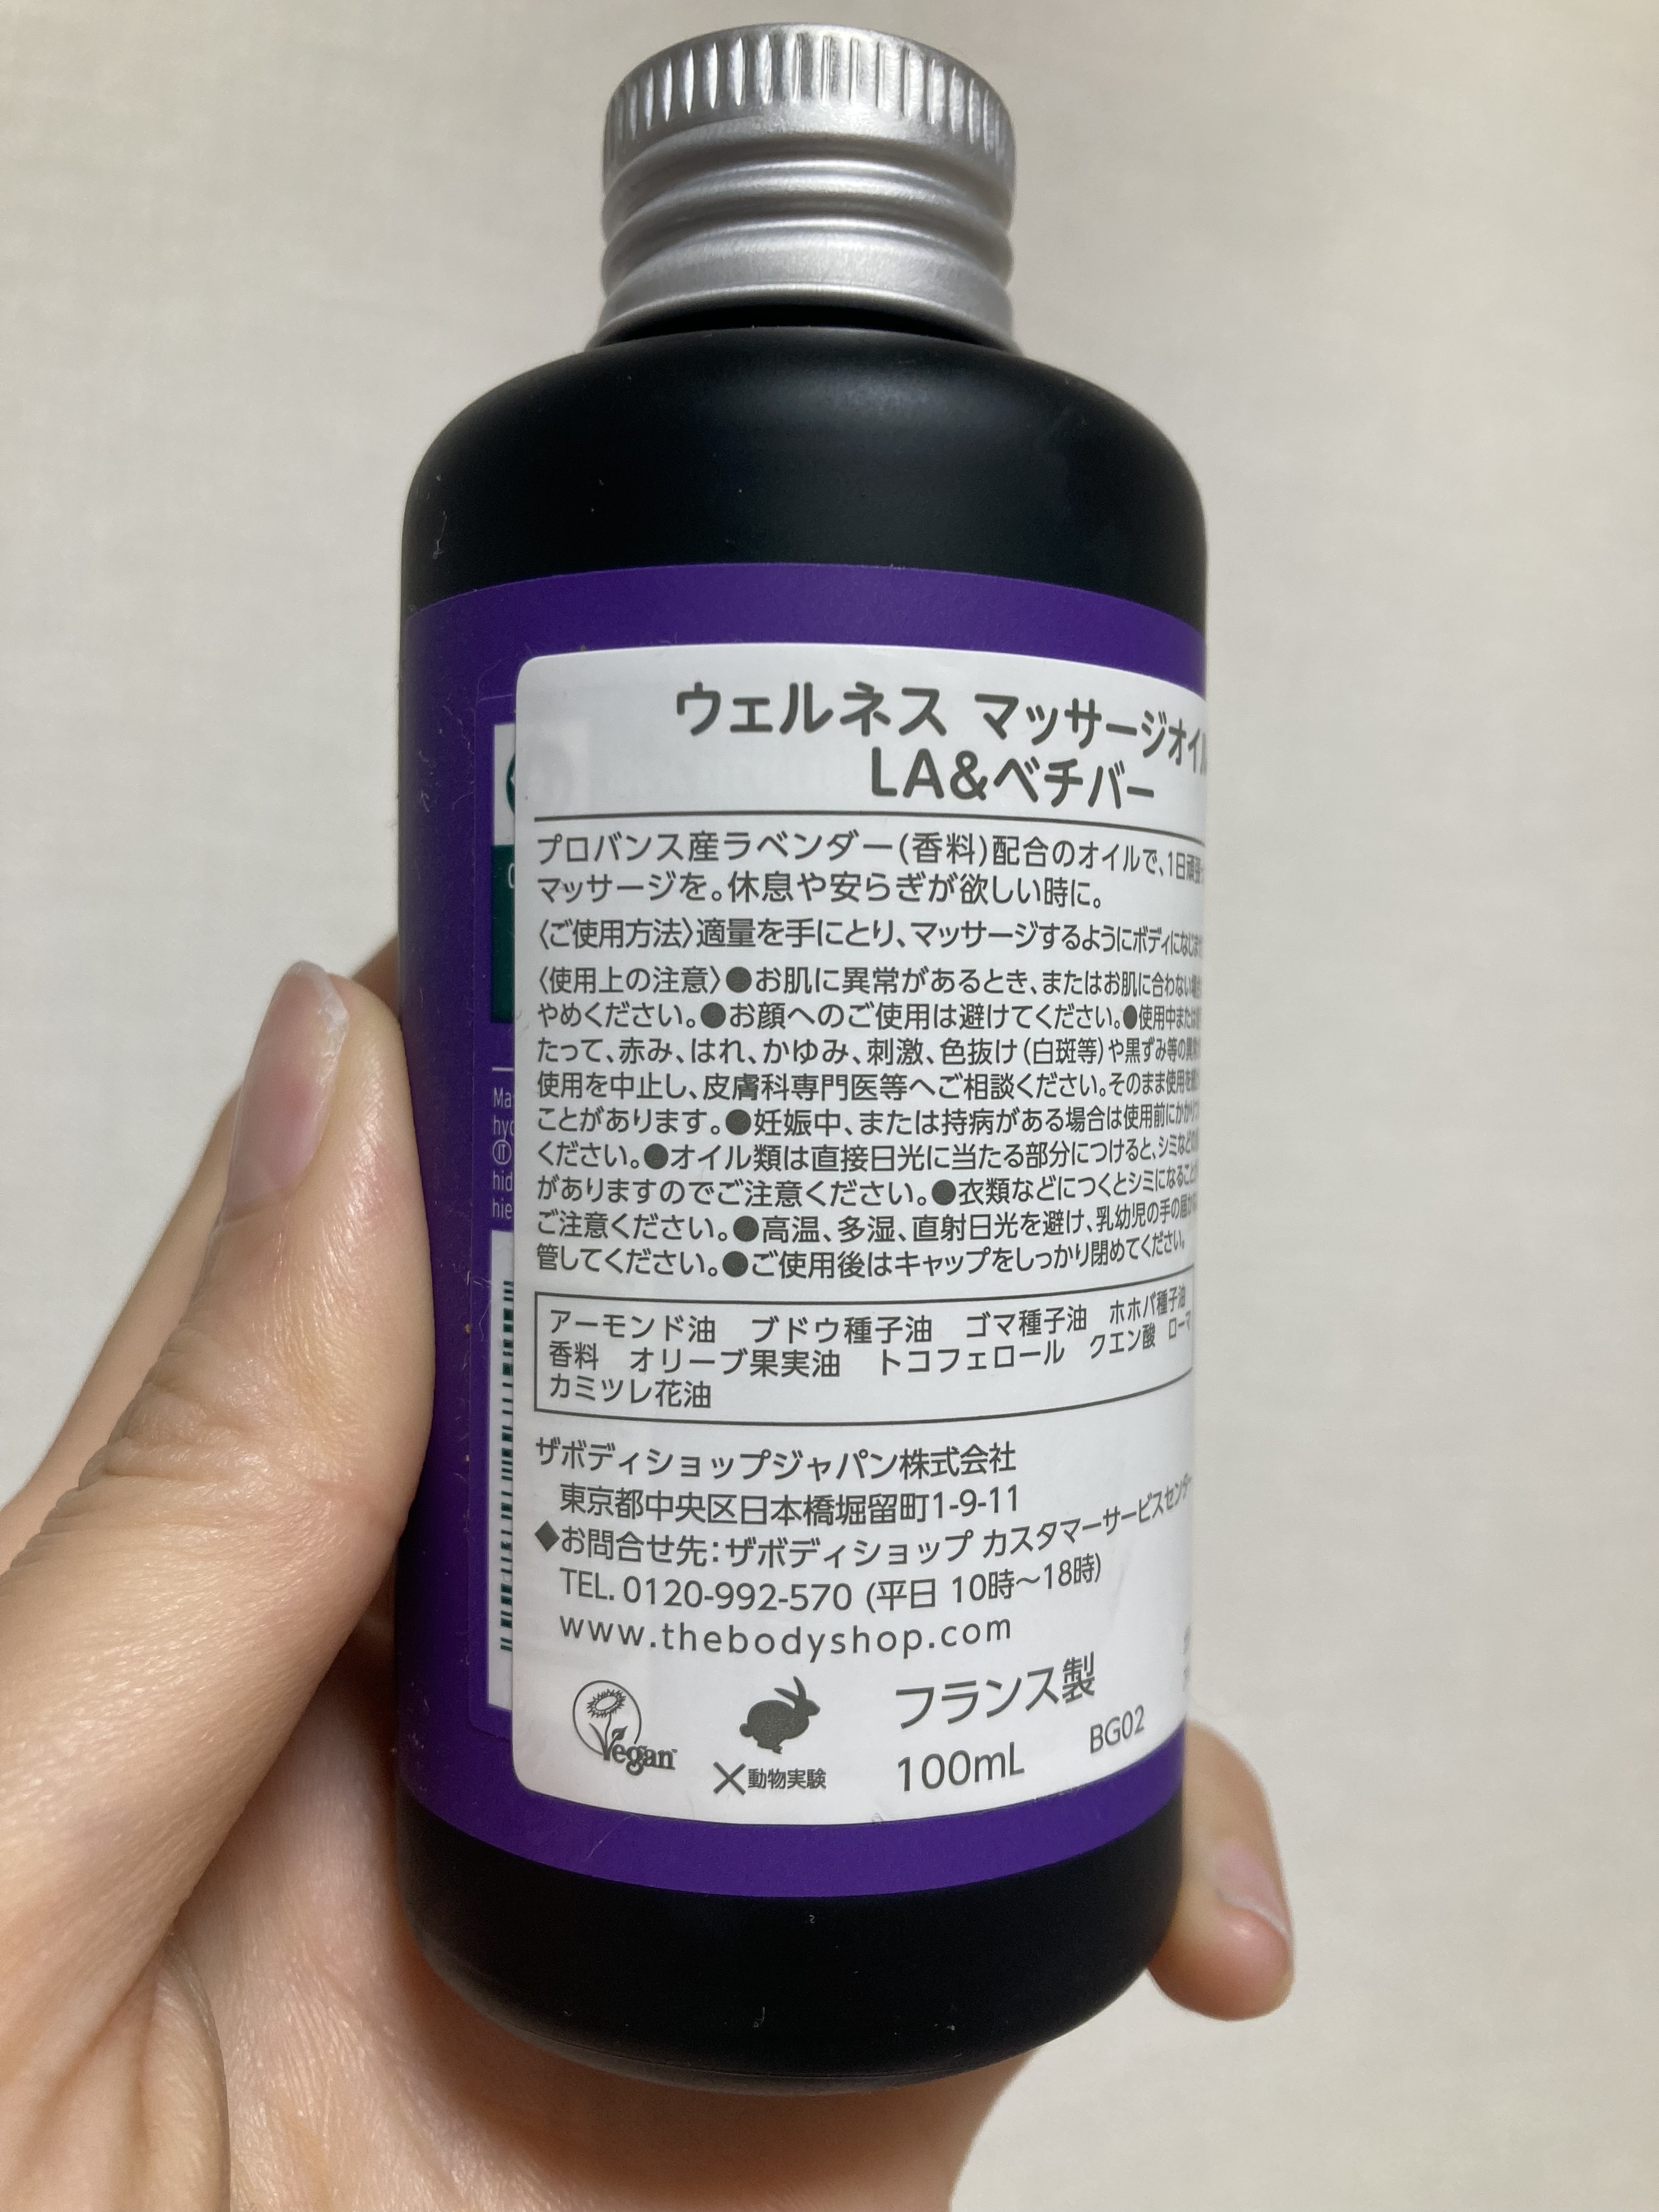 ウェルネス マッサージオイル
LA&ベチバー
プロバンス産ラベンダー(香料)配合のオイルで、1日頑張
マッサージを。休息や安らぎが欲しい時に。
〈ご使用方法〉適量を手にとり、マッサージするようにボディになじま
〈使用上の注意〉●お肌に異常があるとき、またはお肌に合わない
やめください。●お顔へのご使用は避けてください。●使用中または
たって、赤み、はれ、かゆみ、刺激、色抜け(白斑等)や黒ずみ等の異常
使用を中止し、皮膚科専門医等へご相談ください。そのまま使用を
ことがあります。●妊娠中、または持病がある場合は使用前にかかり
ください。●オイル類は直接日光に当たる部分につけると、シミなどの
がありますのでご注意ください。●衣類などにつくとシミになること
ご注意ください。●高温、多湿、直射日光を避け、乳幼児の手の届か
管してください。●ご使用後はキャップをしっかり閉めてください。
アーモンド油 ブドウ種子油 ゴマ種子油 ホホバ種子油
香料 オリーブ果実油 トコフェロール クエン酸 ローマ
カミツレ花油
ザボディショップジャパン株式会社
東京都中央区日本橋堀留町1-9-11
◆お問合せ先:ザボディショップ カスタマーサービスセンター
TEL. 0120-992-570 (平日 10時〜18時)
www.thebodyshop.com
Vegan
×動物実験
フランス製
100mL
BG02
Ma
hyd
IT
hid
hie